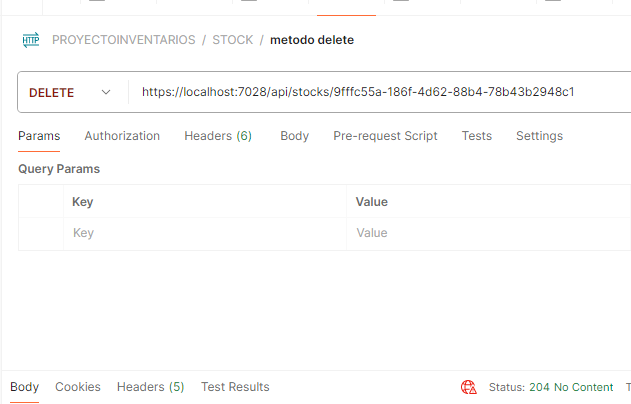 HTTP PROYECTOINVENTARIOS / STOCK / metodo delete
DELETE https://localhost:7028/api/stocks/9fffc55a-186f-4d62-88b4-78b43b2948c1
Params Authorization Headers (6) Body Pre-request Script Tests Settings
Query Params
Key Value
Key Value
Body Cookies Headers (5) Test Results Status: 204 No Content